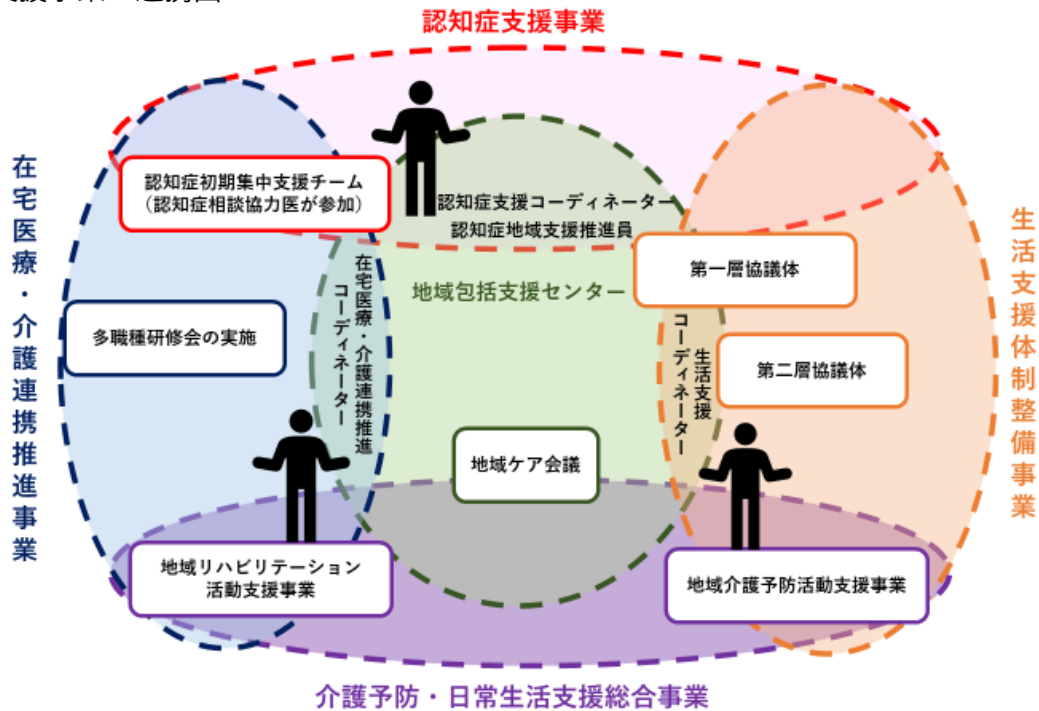 認知症支援事業
在宅医療・介護連携推進事業
認知症初期集中支援チーム
（認知症相談協力医が参加）
認知症支援コーディネーター
認知症地域支援推進員
生活支援体制整備事業
第一層協議体
地域包括支援センター
在宅医療・介護連携推進
コーディネーター
多職種研修会の実施
生活支援
コーディネーター
第二層協議体
地域ケア会議
地域リハビリテーション
活動支援事業
地域介護予防活動支援事業
介護予防・日常生活支援総合事業